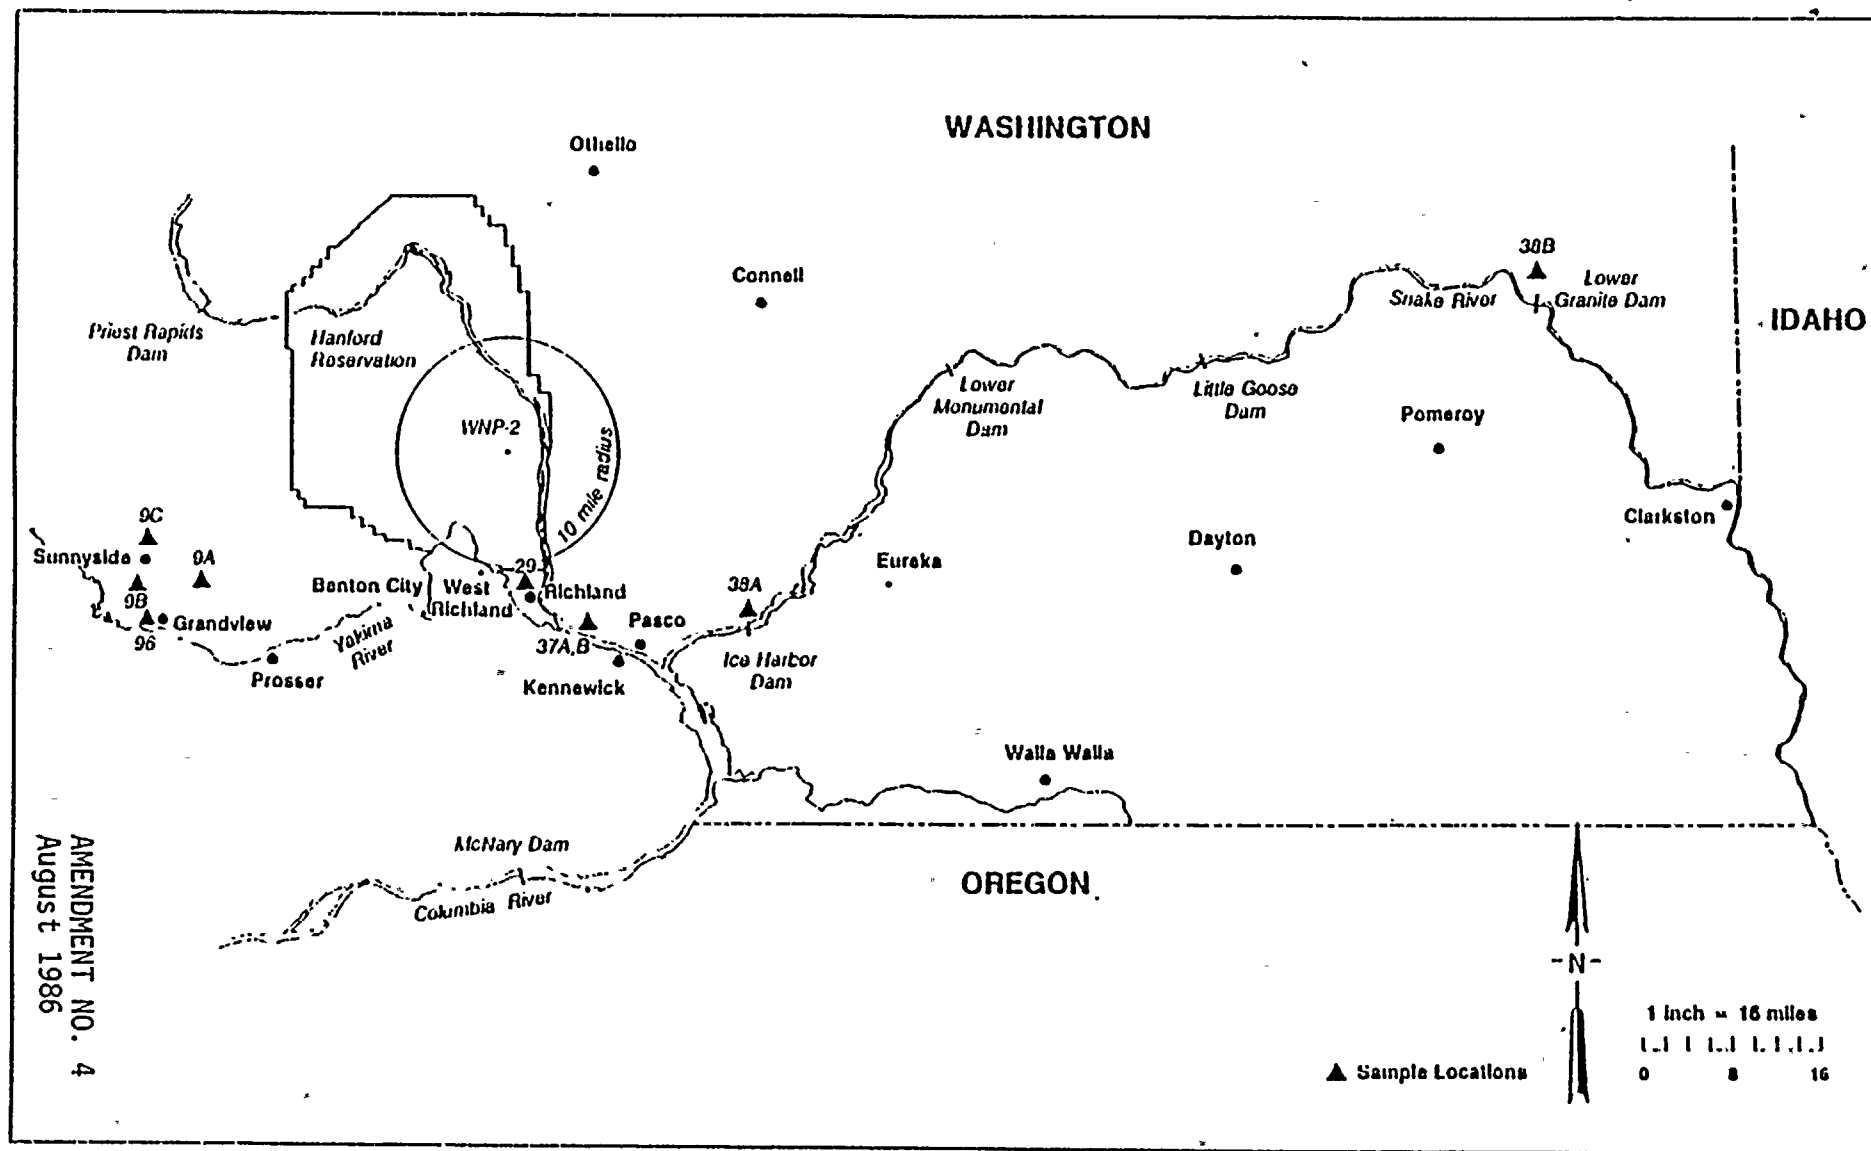 WASHINGTON
Othello
38B
Connell
Snake River
Lower
Granite Dam
IDAHO
Priest Rapids
Dam
Hanford
Reservation
Lower
Monumental
Dam
Little Goose
Dam
Pomeroy
WNP-2
10 mile radius
9C
Sunnyside
9A
Clarkston
Dayton
29
Eureka
38A
Benton City
West
Richland
Richland
9B
Grandview
96
Yakima
River
Pasco
37A,B
Ice Harbor
Dam
Prosser
Kennewick
Walla Walla
McNary Dam
OREGON
Columbia River
AMENDMENT NO. 4
August 1986
-N-
1 inch = 16 miles
Sample Locations
0 8 16